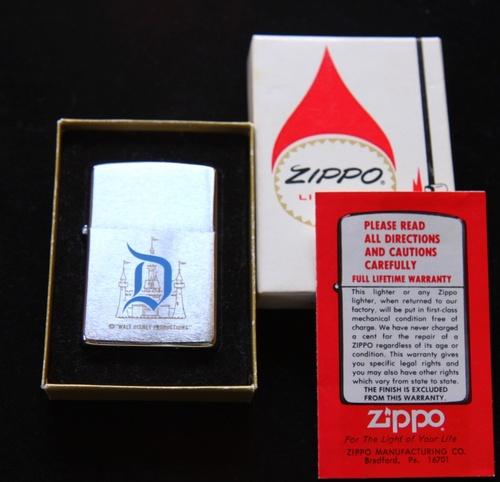 ZIPPO®
LI
D
© "WALT DISNEY PRODUCTIONS"
PLEASE READ
ALL DIRECTIONS
AND CAUTIONS
CAREFULLY
FULL LIFETIME WARRANTY
This lighter or any Zippo
lighter, when returned to our
factory, will be put in first-class
mechanical condition free of
charge. We have never charged
a cent for the repair of a
ZIPPO regardless of its age or
condition. This warranty gives
you specific legal rights and
you may also have other rights
which vary from state to state.
THE FINISH IS EXCLUDED
FROM THIS WARRANTY.
zippo
For The Light of Your Life
ZIPPO MANUFACTURING CO.
Bradford, Pa. 16701